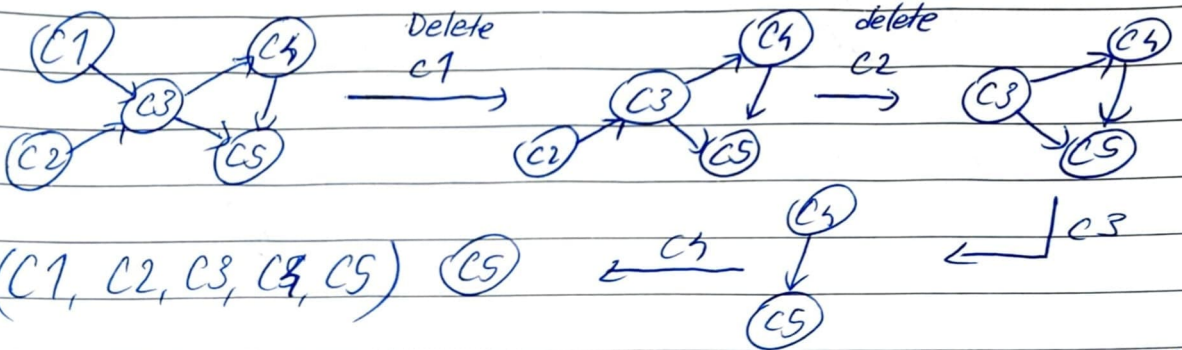 C1 C4 Delete C4 delete C4
C3 C1 C3 C2 C3
C2 C5 C2 C5 C5
C4 C3
(C1, C2, C3, C4, C5) C5 C4
C5